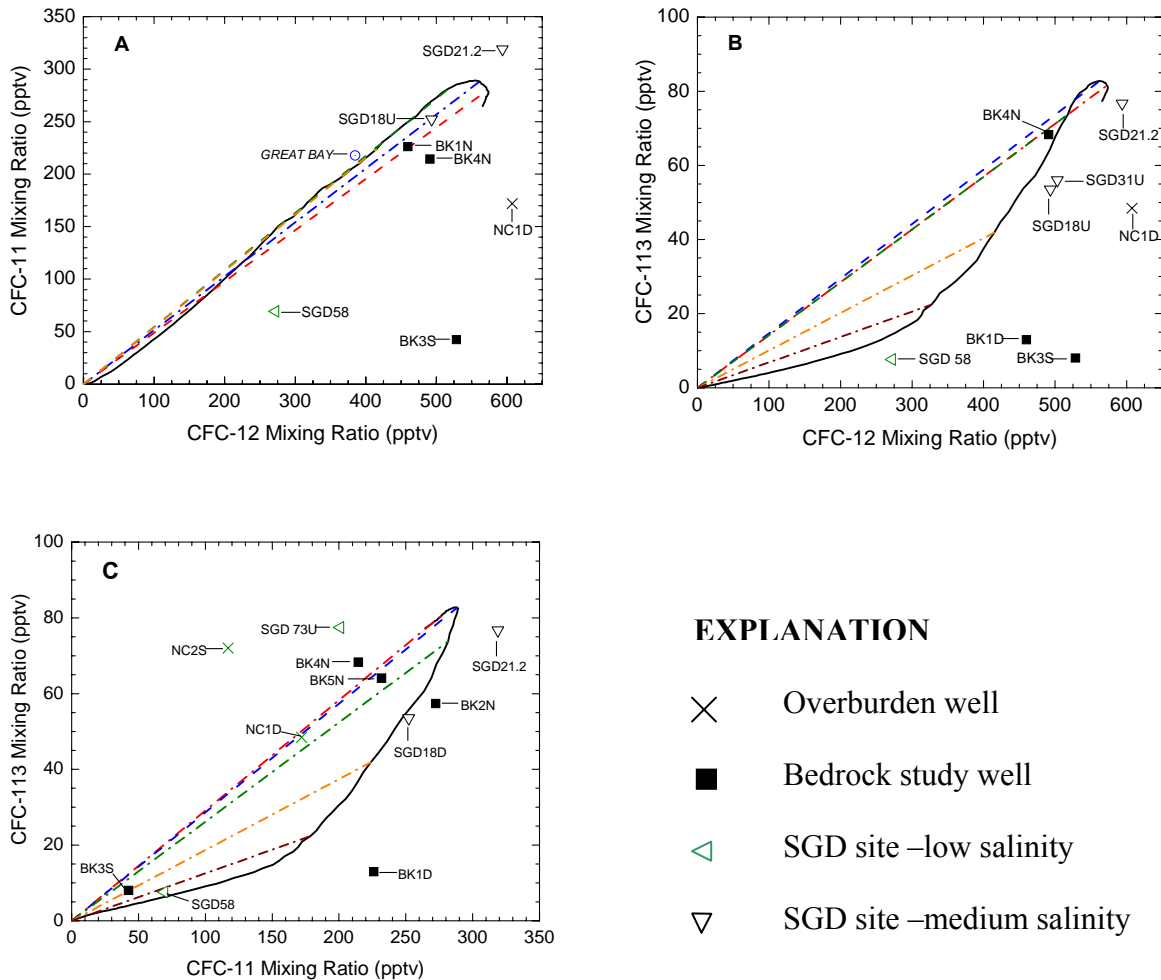 A
350
300
250
200
150
100
50
0
CFC-11 Mixing Ratio (pptv)
SGD21.2
SGD18U
GREAT BAY
BK1N
BK4N
NC1D
SGD58
BK3S
0 100 200 300 400 500 600
CFC-12 Mixing Ratio (pptv)
B
100
80
60
40
20
0
CFC-113 Mixing Ratio (pptv)
BK4N
SGD21.2
SGD31U
SGD18U
NC1D
BK1D
SGD 58
BK3S
0 100 200 300 400 500 600
CFC-12 Mixing Ratio (pptv)
C
100
80
60
40
20
0
CFC-113 Mixing Ratio (pptv)
SGD 73U
NC2S
BK4N
SGD21.2
BK5N
BK2N
NC1D
SGD18D
BK3S
BK1D
SGD58
0 50 100 150 200 250 300 350
CFC-11 Mixing Ratio (pptv)
EXPLANATION
Overburden well
Bedrock study well
SGD site –low salinity
SGD site –medium salinity